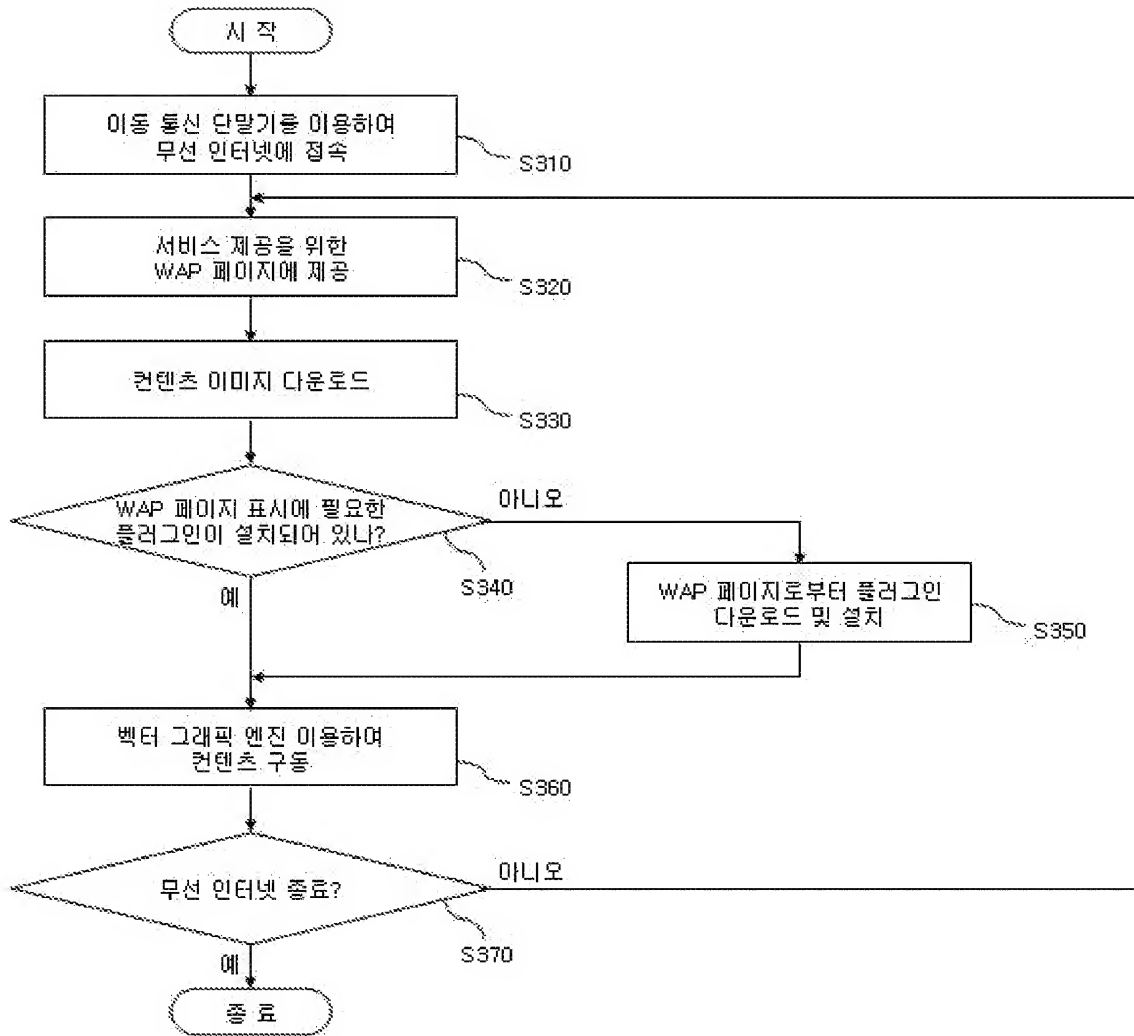 시 작
이동 통신 단말기를 이용하여
무선 인터넷에 접속
S310
서비스 제공을 위한
WAP 페이지에 제공
S320
컨텐츠 이미지 다운로드
S330
WAP 페이지 표시에 필요한
플러그인이 설치되어 있나?
아니오
S340
예
WAP 페이지로부터 플러그인
다운로드 및 설치
S350
벡터 그래픽 엔진 이용하여
컨텐츠 구동
S360
무선 인터넷 종료?
아니오
S370
예
종 료